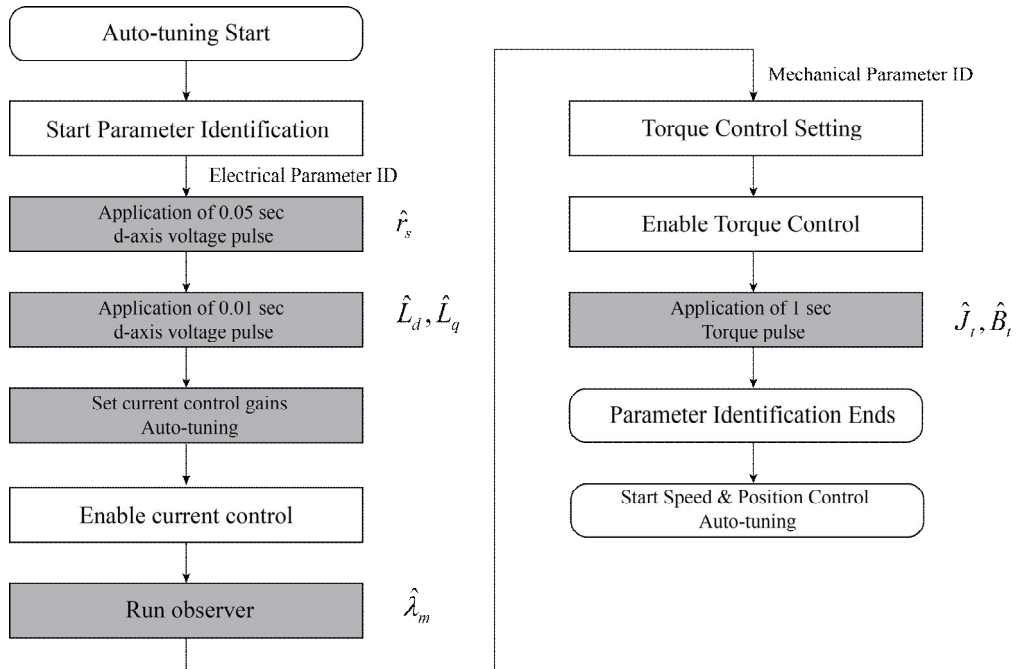 Auto-tuning Start
Start Parameter Identification
Electrical Parameter ID
Application of 0.05 sec
d-axis voltage pulse
r̂ₛ
Application of 0.01 sec
d-axis voltage pulse
L̂_d, L̂_q
Set current control gains
Auto-tuning
Enable current control
Run observer
λ̂ₘ
Mechanical Parameter ID
Torque Control Setting
Enable Torque Control
Application of 1 sec
Torque pulse
Ĵₜ, B̂ₜ
Parameter Identification Ends
Start Speed & Position Control
Auto-tuning